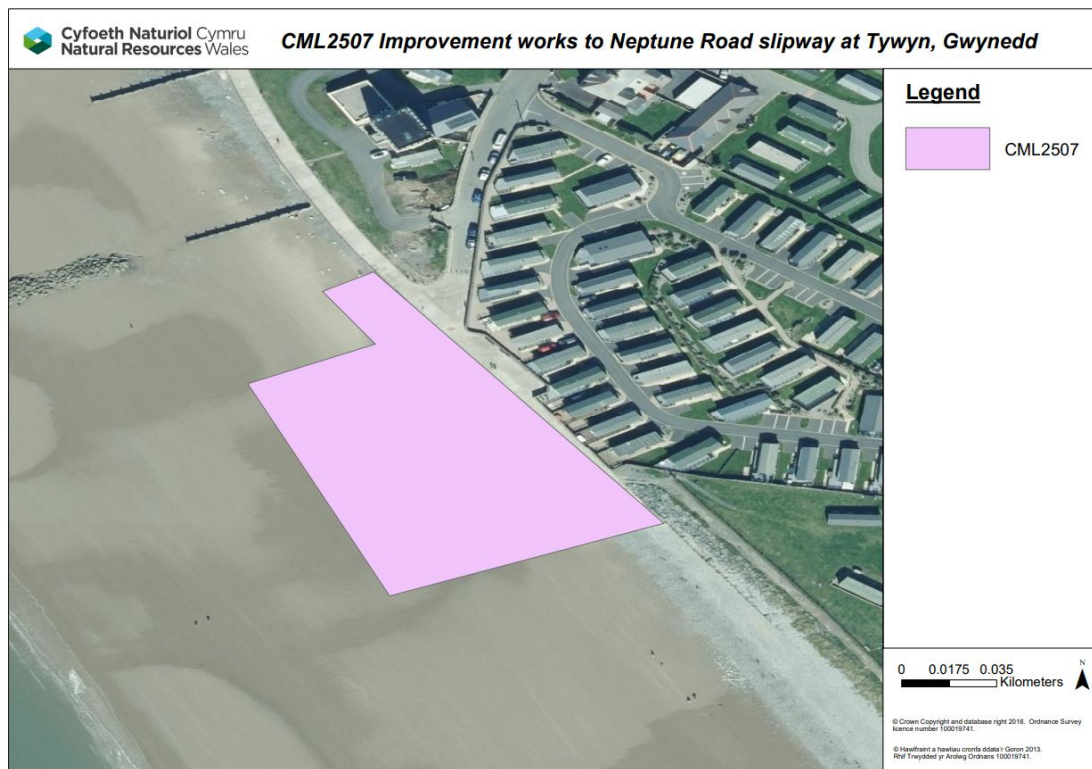 Cyfoeth Naturiol Cymru
Natural Resources Wales
CML2507 Improvement works to Neptune Road slipway at Tywyn, Gwynedd
Legend
CML2507
0 0.0175 0.035
Kilometers
N
© Crown Copyright and database right 2016. Ordnance Survey
licence number 100019741.
© Hawlfraint a hawliau cronfa ddata'r Goron 2013.
Rhif Trwydded yr Arolwg Ordnans 100019741.